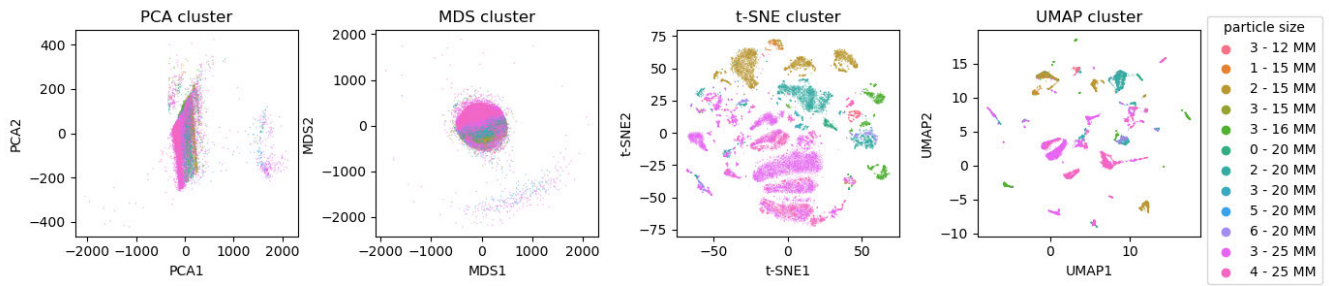 PCA cluster
MDS cluster
t-SNE cluster
UMAP cluster
PCA2
400
200
0
−200
−400
−2000
−1000
0
1000
2000
PCA1
MDS2
2000
1000
0
−1000
−2000
−2000
−1000
0
1000
2000
MDS1
t-SNE2
75
50
25
0
−25
−50
−75
−50
0
50
t-SNE1
UMAP2
15
10
5
0
−5
−10
0
10
UMAP1
particle size
3 - 12 MM
1 - 15 MM
2 - 15 MM
3 - 15 MM
3 - 16 MM
0 - 20 MM
2 - 20 MM
3 - 20 MM
5 - 20 MM
6 - 20 MM
3 - 25 MM
4 - 25 MM